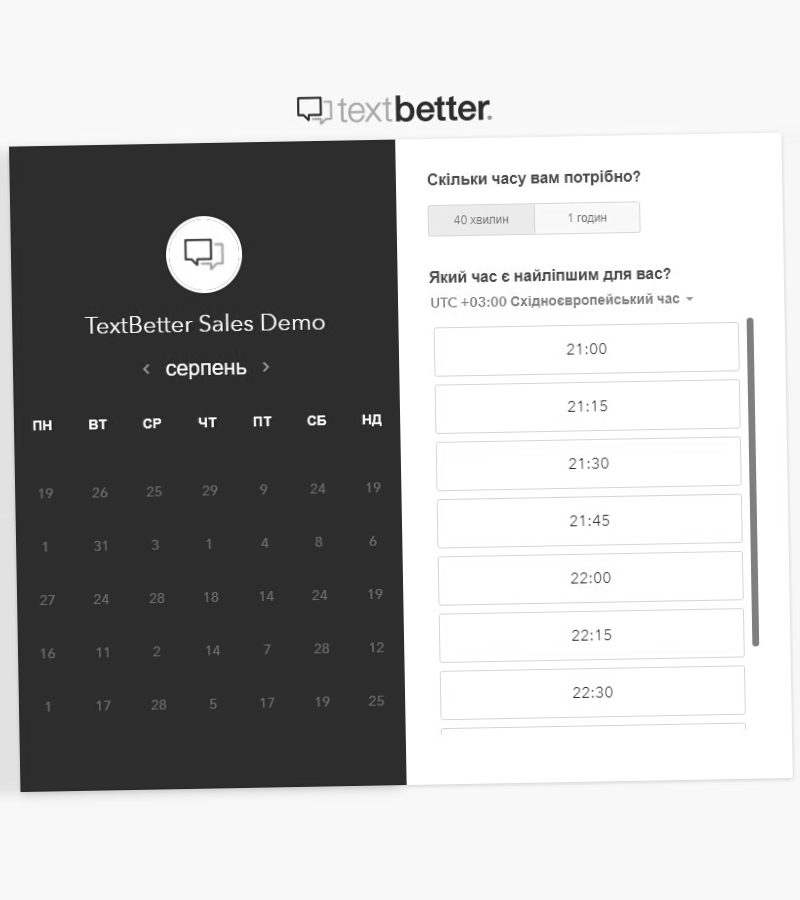 textbetter.
TextBetter Sales Demo
серпень
ПН ВТ СР ЧТ ПТ СБ НД
19 26 25 29 9 24 19
1 31 3 1 4 8 6
27 24 28 18 14 24 19
16 11 2 14 7 28 12
1 17 28 5 17 19 25
Скільки часу вам потрібно?
40 хвилин 1 годин
Який час є найліпшим для вас?
UTC +03:00 Східноєвропейський час
21:00
21:15
21:30
21:45
22:00
22:15
22:30